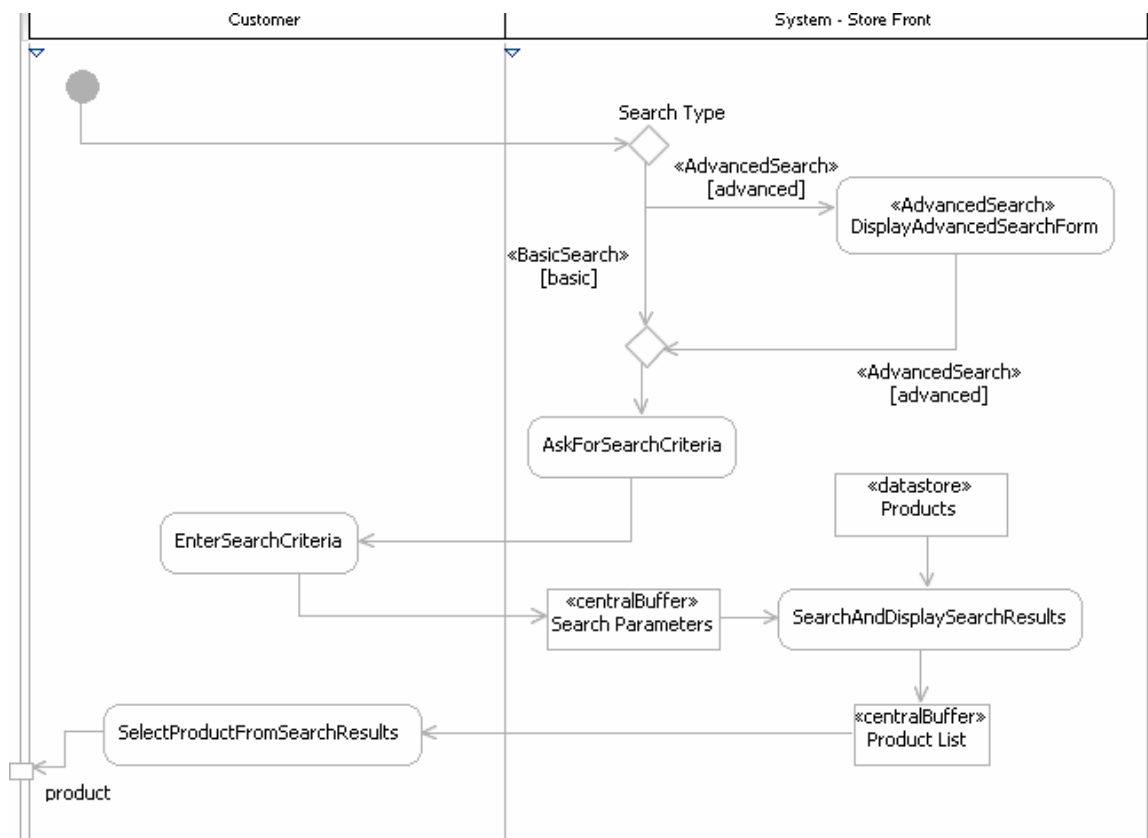 Customer
System - Store Front
Search Type
«AdvancedSearch»
[advanced]
«AdvancedSearch»
DisplayAdvancedSearchForm
«BasicSearch»
[basic]
«AdvancedSearch»
[advanced]
AskForSearchCriteria
«datastore»
Products
EnterSearchCriteria
«centralBuffer»
Search Parameters
SearchAndDisplaySearchResults
SelectProductFromSearchResults
«centralBuffer»
Product List
product